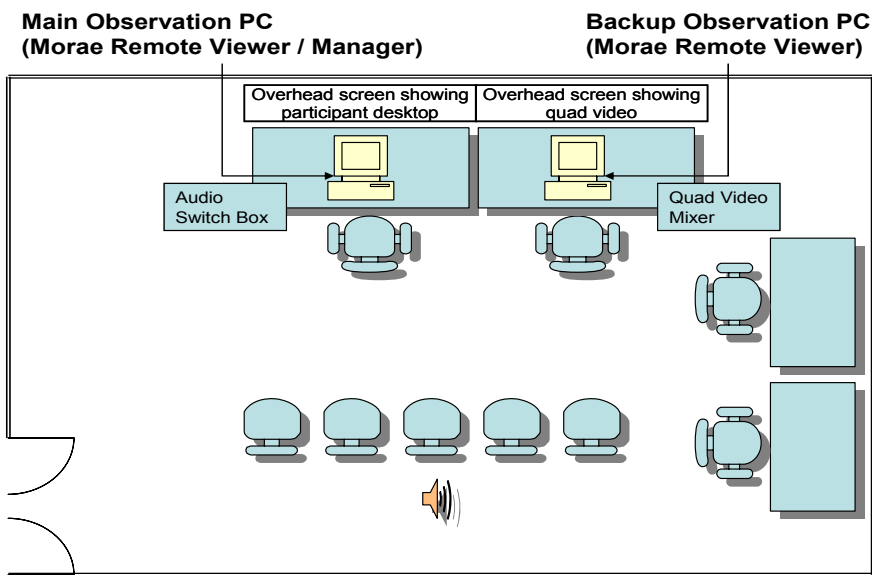 Main Observation PC
(Morae Remote Viewer / Manager)
Backup Observation PC
(Morae Remote Viewer)
Overhead screen showing
participant desktop
Overhead screen showing
quad video
Audio
Switch Box
Quad Video
Mixer